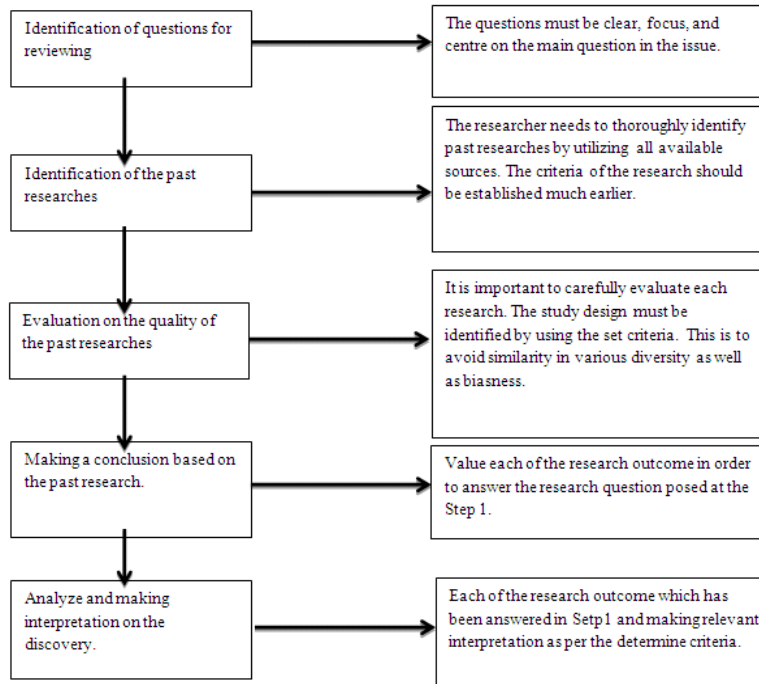 Identification of questions for
reviewing
The questions must be clear, focus, and
centre on the main question in the issue.
Identification of the past
researches
The researcher needs to thoroughly identify
past researches by utilizing all available
sources. The criteria of the research should
be established much earlier.
Evaluation on the quality of
the past researches
It is important to carefully evaluate each
research. The study design must be
identified by using the set criteria. This is to
avoid similarity in various diversity as well
as biasness.
Making a conclusion based on
the past research.
Value each of the research outcome in order
to answer the research question posed at the
Step 1.
Analyze and making
interpretation on the
discovery.
Each of the research outcome which has
been answered in Setp1 and making relevant
interpretation as per the determine criteria.